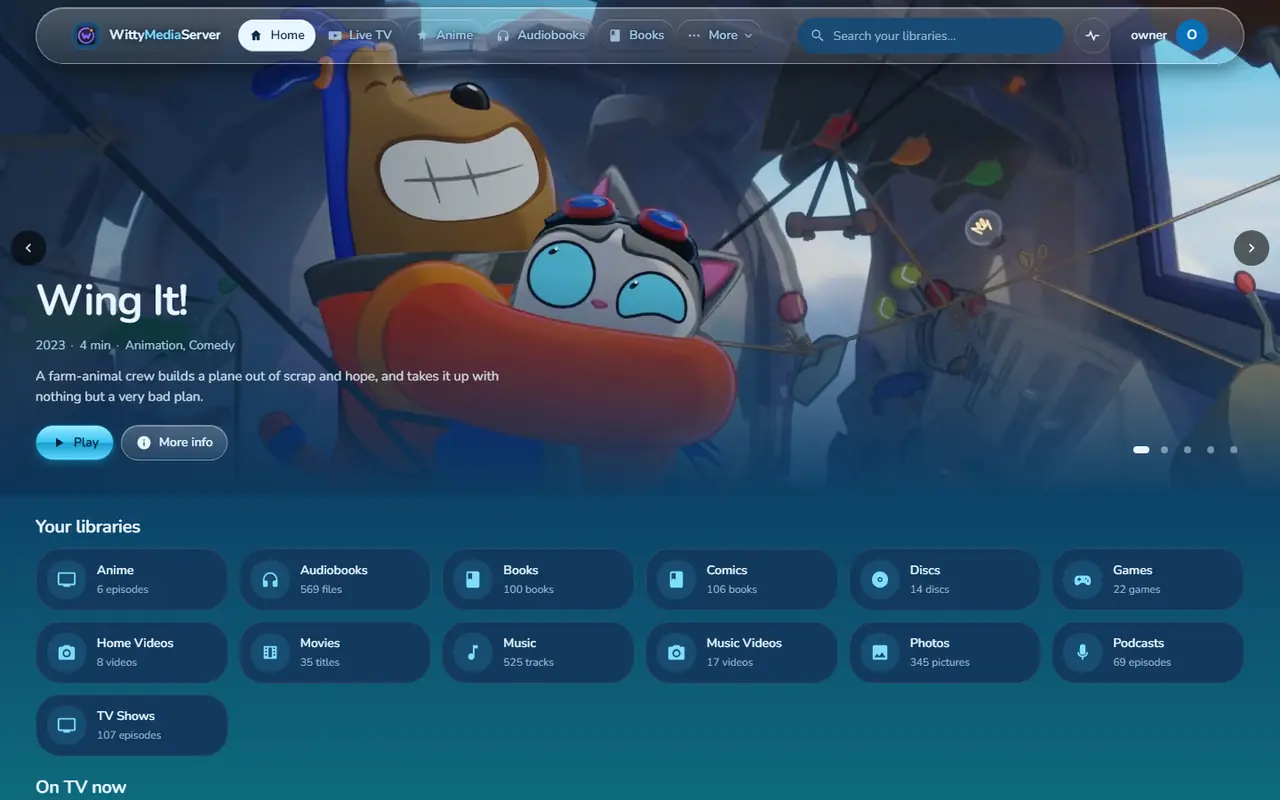 WittyMediaServer
Home
Live TV
Anime
Audiobooks
Books
More
Search your libraries...
owner
O
Wing It!
2023 · 4 min · Animation, Comedy
A farm-animal crew builds a plane out of scrap and hope, and takes it up with
nothing but a very bad plan.
Play
More info
Your libraries
Anime
6 episodes
Audiobooks
569 files
Books
100 books
Comics
106 books
Discs
14 discs
Games
22 games
Home Videos
8 videos
Movies
35 titles
Music
525 tracks
Music Videos
17 videos
Photos
345 pictures
Podcasts
69 episodes
TV Shows
107 episodes
On TV now